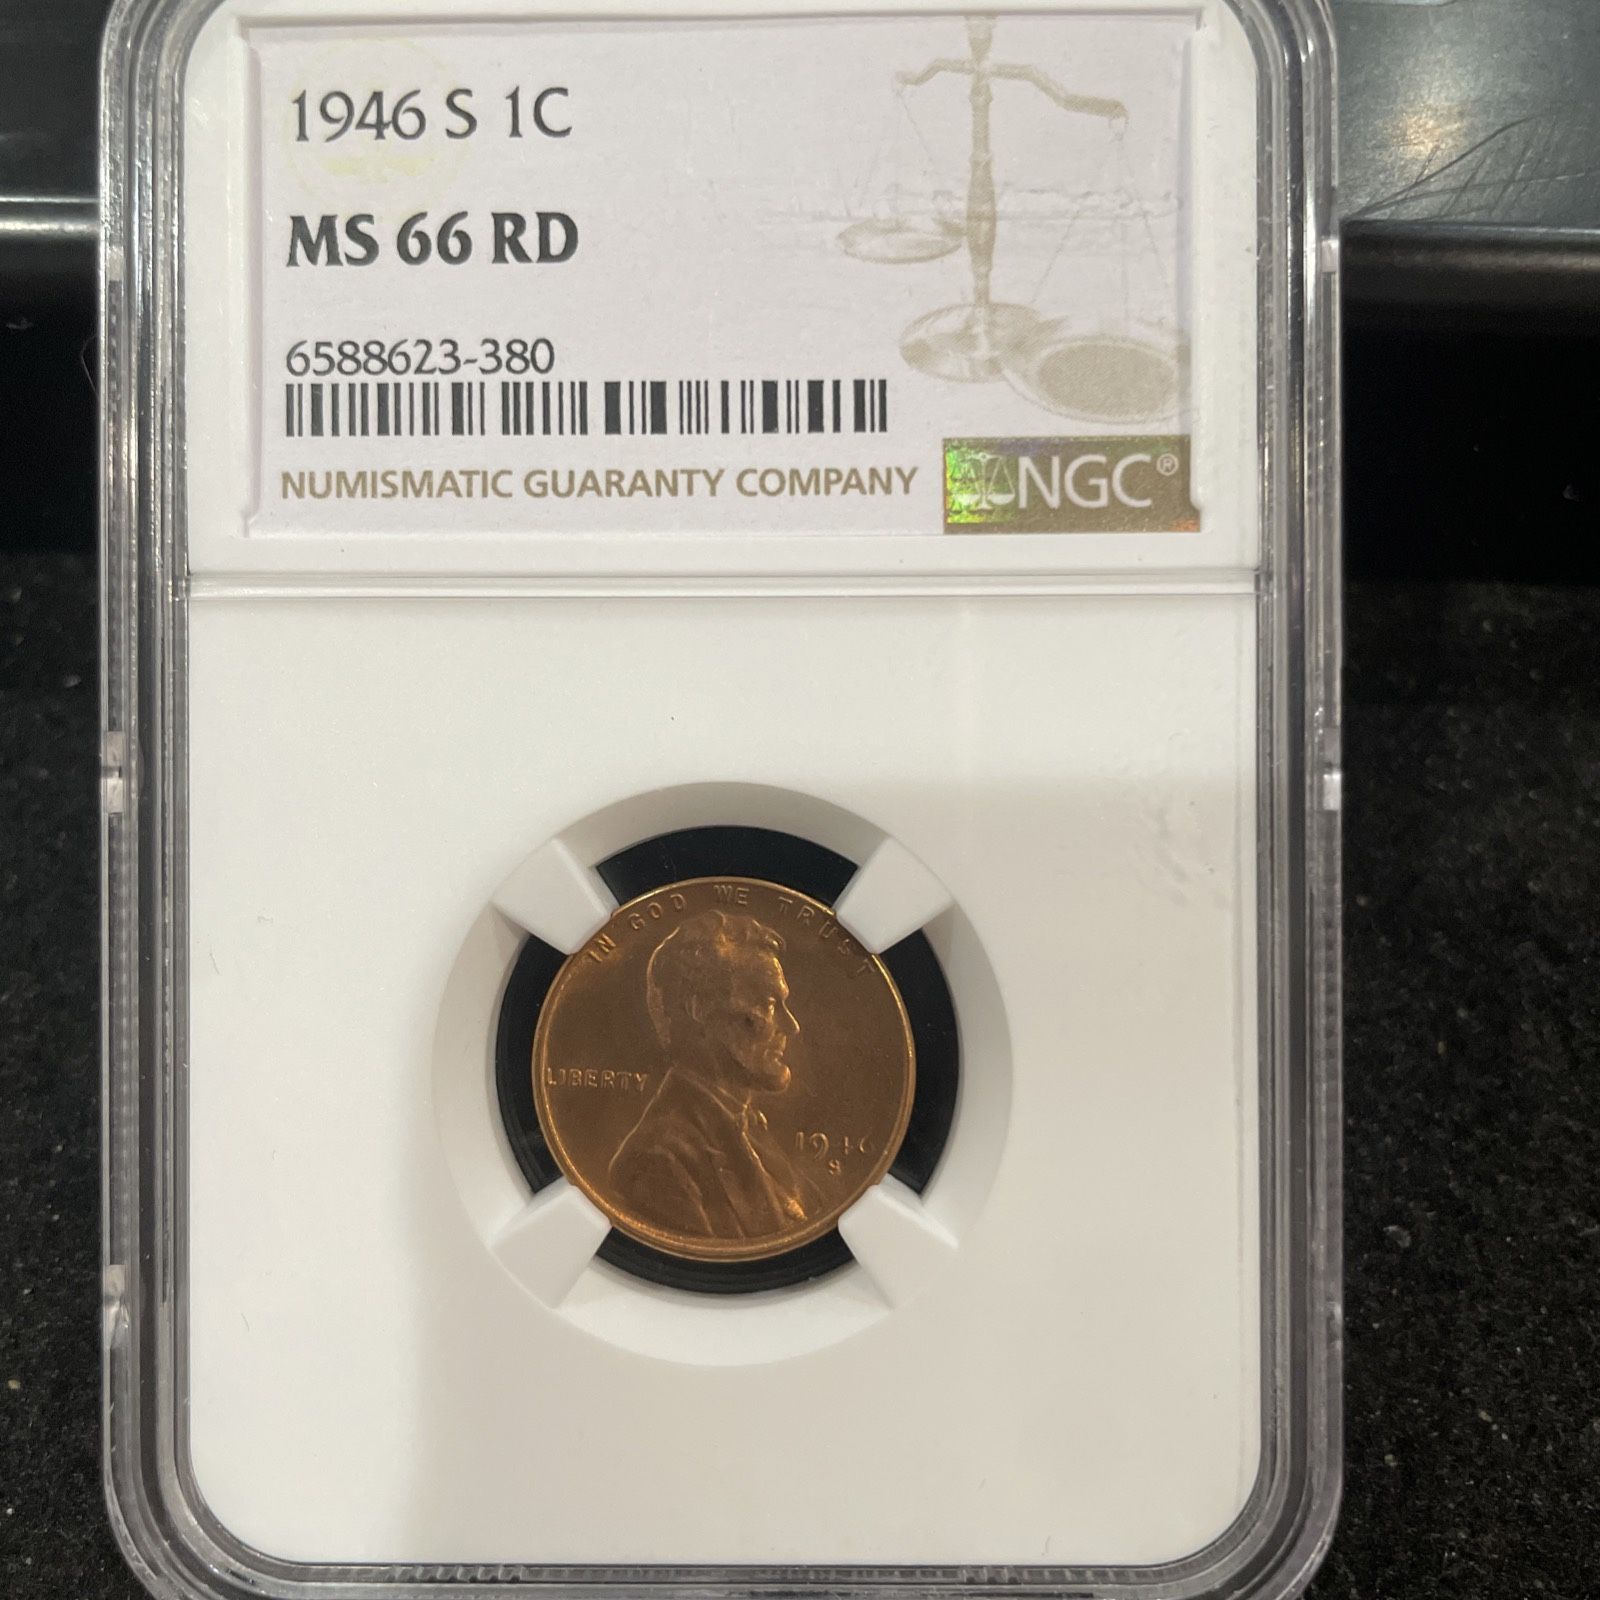 1946 S 1C
MS 66 RD
6588623-380
NUMISMATIC GUARANTY COMPANY
NGC®
IN GOD WE TRUST
LIBERTY
1946
S